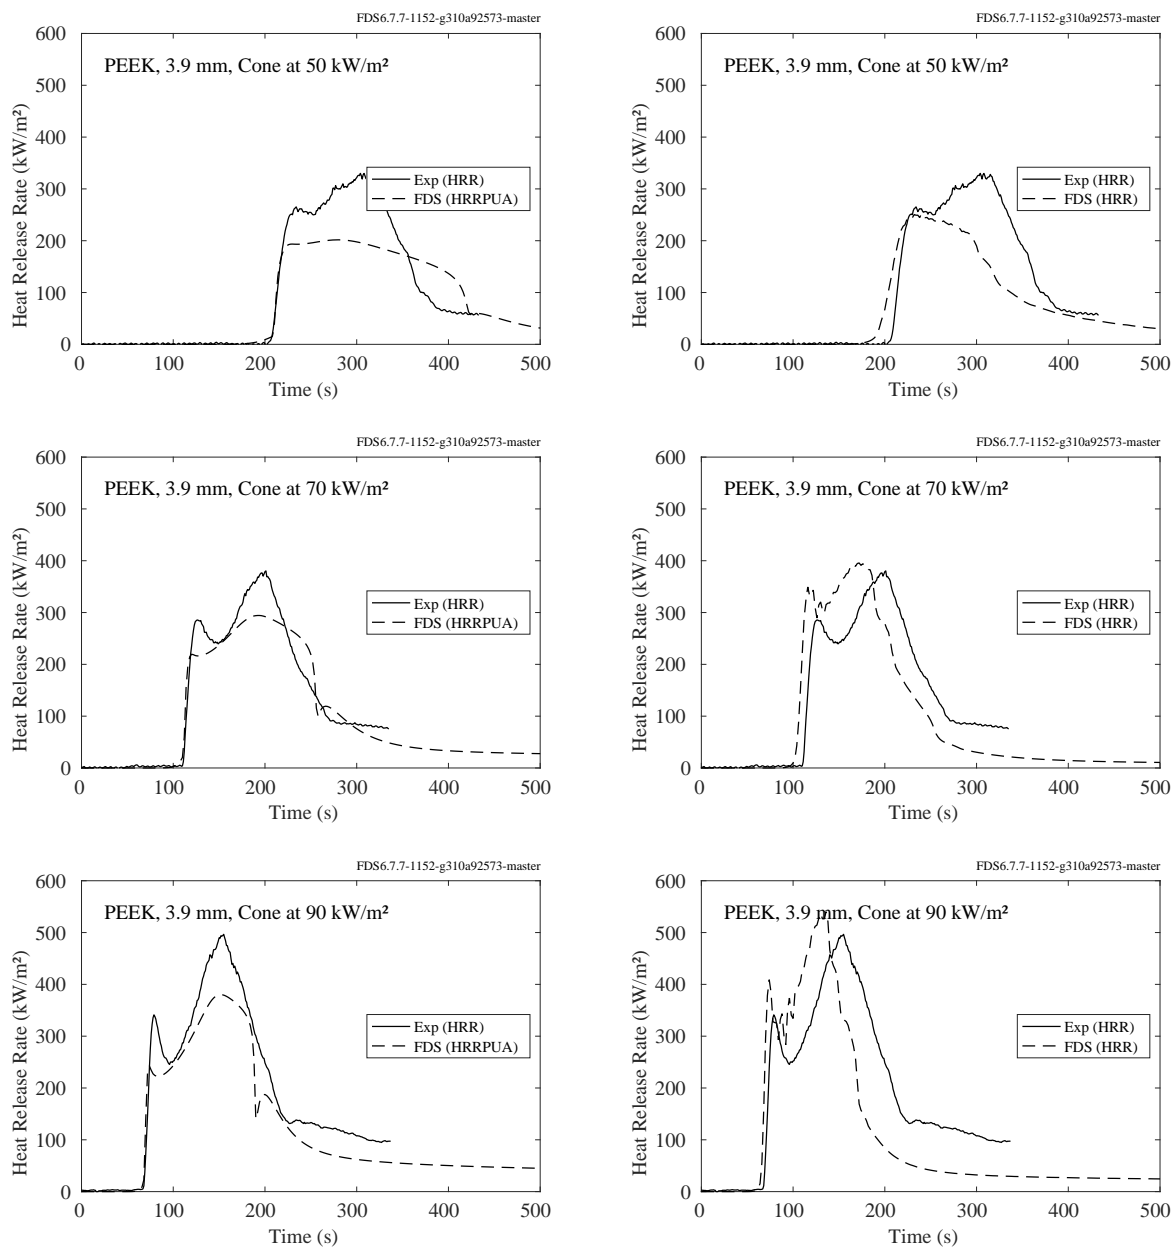 FDS6.7.7-1152-g310a92573-master
PEEK, 3.9 mm, Cone at 50 kW/m²
Heat Release Rate (kW/m²)
600
500
400
300
200
100
0
Exp (HRR)
FDS (HRRPUA)
0 100 200 300 400 500
Time (s)
FDS6.7.7-1152-g310a92573-master
PEEK, 3.9 mm, Cone at 50 kW/m²
Heat Release Rate (kW/m²)
600
500
400
300
200
100
0
Exp (HRR)
FDS (HRR)
0 100 200 300 400 500
Time (s)
FDS6.7.7-1152-g310a92573-master
PEEK, 3.9 mm, Cone at 70 kW/m²
Heat Release Rate (kW/m²)
600
500
400
300
200
100
0
Exp (HRR)
FDS (HRRPUA)
0 100 200 300 400 500
Time (s)
FDS6.7.7-1152-g310a92573-master
PEEK, 3.9 mm, Cone at 70 kW/m²
Heat Release Rate (kW/m²)
600
500
400
300
200
100
0
Exp (HRR)
FDS (HRR)
0 100 200 300 400 500
Time (s)
FDS6.7.7-1152-g310a92573-master
PEEK, 3.9 mm, Cone at 90 kW/m²
Heat Release Rate (kW/m²)
600
500
400
300
200
100
0
Exp (HRR)
FDS (HRRPUA)
0 100 200 300 400 500
Time (s)
FDS6.7.7-1152-g310a92573-master
PEEK, 3.9 mm, Cone at 90 kW/m²
Heat Release Rate (kW/m²)
600
500
400
300
200
100
0
Exp (HRR)
FDS (HRR)
0 100 200 300 400 500
Time (s)